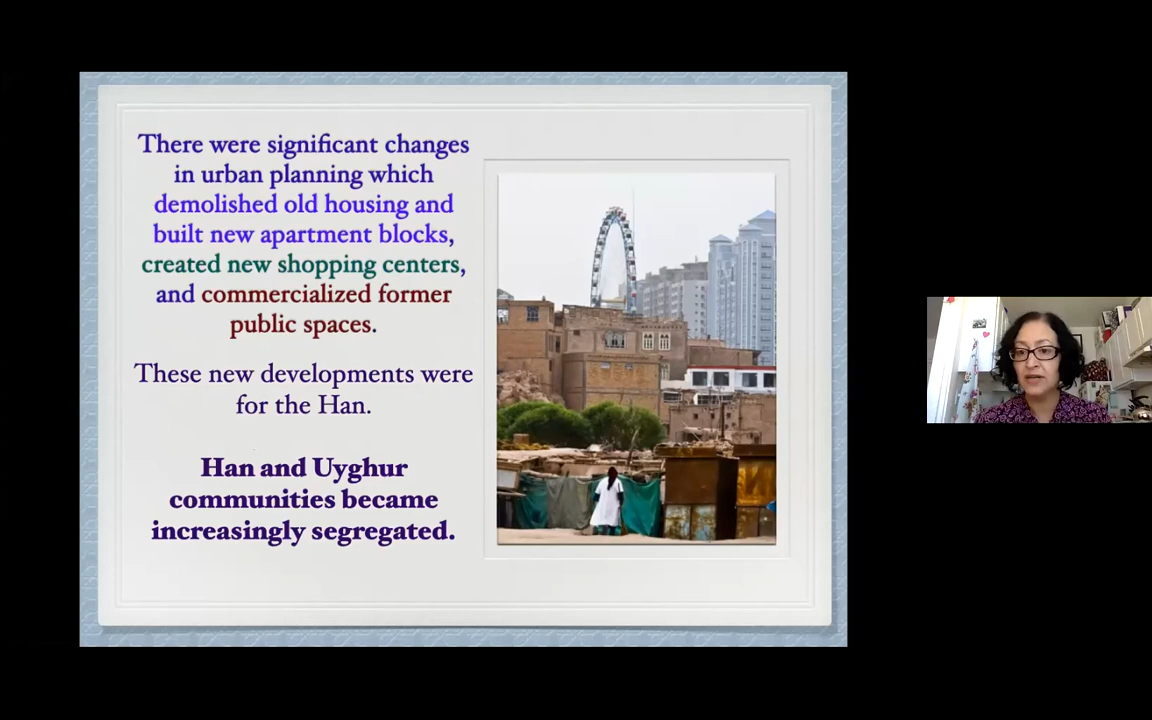 There were significant changes
in urban planning which
demolished old housing and
built new apartment blocks,
created new shopping centers,
and commercialized former
public spaces.
These new developments were
for the Han.
Han and Uyghur
communities became
increasingly segregated.